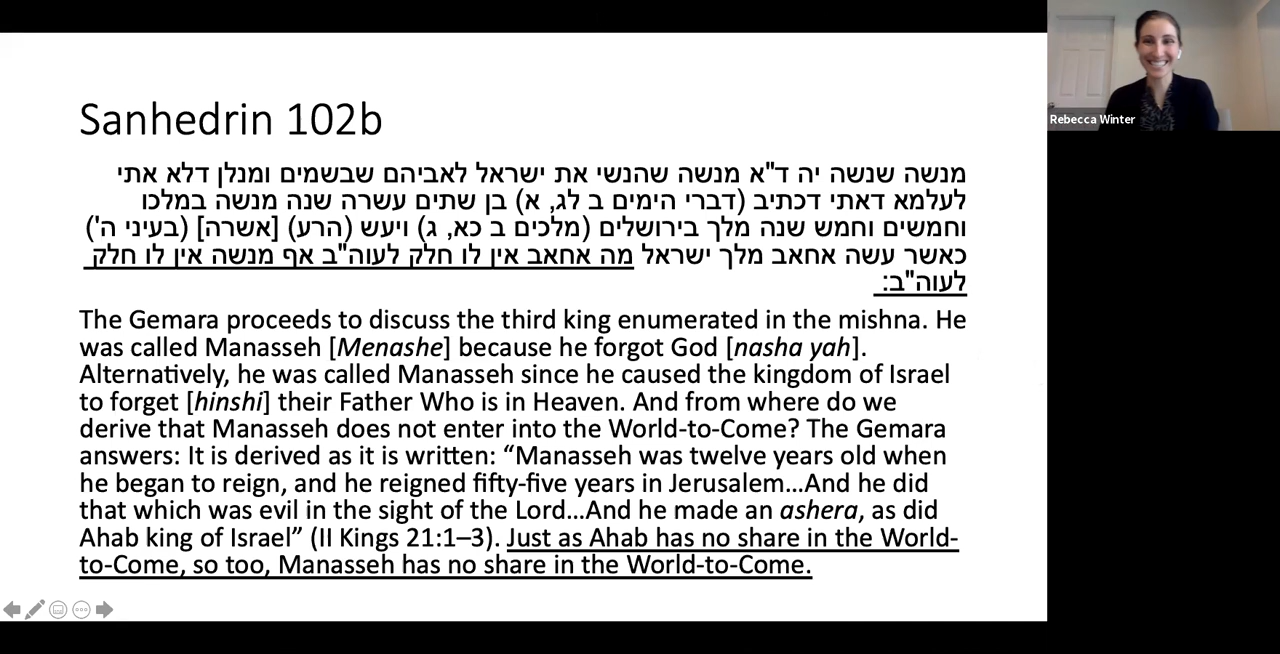 Sanhedrin 102b
מנשה שנשה יה ד"א מנשה שהנשי את ישראל לאביהם שבשמים ומנלן דלא אתי
לעלמא דאתי דכתיב (דברי הימים ב לג, א) בן שתים עשרה שנה מנשה במלכו
וחמשים וחמש שנה מלך בירושלים (מלכים ב כא, ג) ויעש (הרע) [אשרה] (בעיני ה')
כאשר עשה אחאב מלך ישראל מה אחאב אין לו חלק לעוה"ב אף מנשה אין לו חלק
לעוה"ב:
The Gemara proceeds to discuss the third king enumerated in the mishna. He
was called Manasseh [Menashe] because he forgot God [nasha yah].
Alternatively, he was called Manasseh since he caused the kingdom of Israel
to forget [hinshi] their Father Who is in Heaven. And from where do we
derive that Manasseh does not enter into the World-to-Come? The Gemara
answers: It is derived as it is written: “Manasseh was twelve years old when
he began to reign, and he reigned fifty-five years in Jerusalem…And he did
that which was evil in the sight of the Lord…And he made an ashera, as did
Ahab king of Israel” (II Kings 21:1–3). Just as Ahab has no share in the World-
to-Come, so too, Manasseh has no share in the World-to-Come.
Rebecca Winter